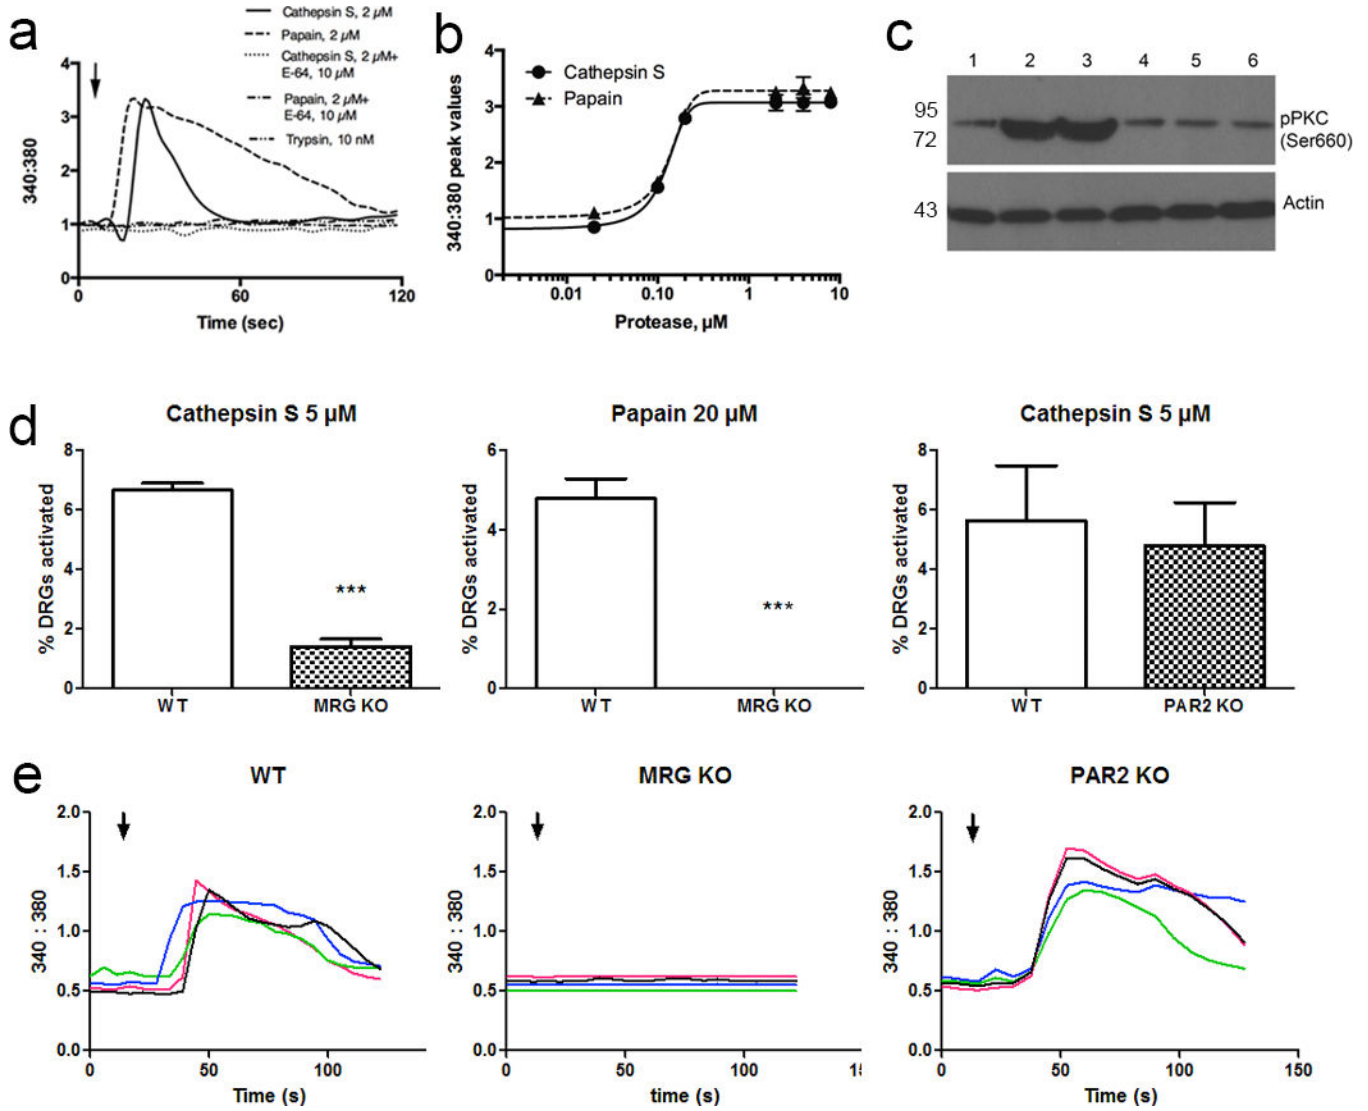 a
Cathepsin S, 2 µM
Papain, 2 µM
Cathepsin S, 2 µM+
E-64, 10 µM
Papain, 2 µM+
E-64, 10 µM
Trypsin, 10 nM
4
3
2
1
0
340:380
0 60 120
Time (sec)
b
Cathepsin S
Papain
4
3
2
1
0
340:380 peak values
0.01 0.10 1 10
Protease, µM
c
1 2 3 4 5 6
95
72
pPKC
(Ser660)
43
Actin
d
Cathepsin S 5 µM
8
6
4
2
0
% DRGs activated
***
WT MRG KO
Papain 20 µM
6
4
2
0
% DRGs activated
***
WT MRG KO
Cathepsin S 5 µM
8
6
4
2
0
% DRGs activated
WT PAR2 KO
e
WT
2.0
1.5
1.0
0.5
0.0
340 : 380
0 50 100
Time (s)
MRG KO
2.0
1.5
1.0
0.5
0.0
340 : 380
0 50 100
time (s)
PAR2 KO
2.0
1.5
1.0
0.5
0.0
340 : 380
0 50 100 150
Time (s)